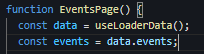 function EventsPage() {
const data = useLoaderData();
const events = data.events;